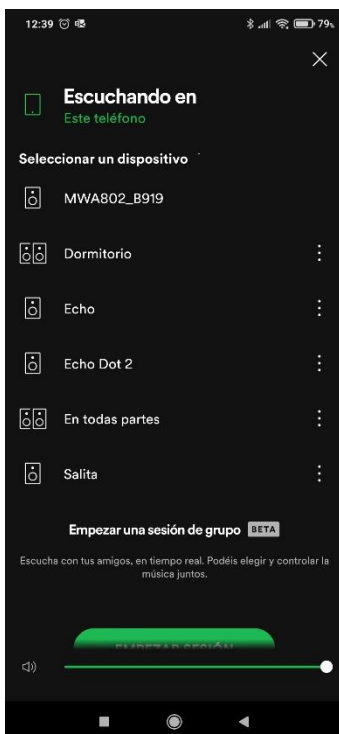 12:39 79%
Escuchando en
Este teléfono
Seleccionar un dispositivo
MWA802_B919
Dormitorio
Echo
Echo Dot 2
En todas partes
Salita
Empezar una sesión de grupo BETA
Escucha con tus amigos, en tiempo real. Podéis elegir y controlar la
música juntos.
EMPEZAR SESIÓN